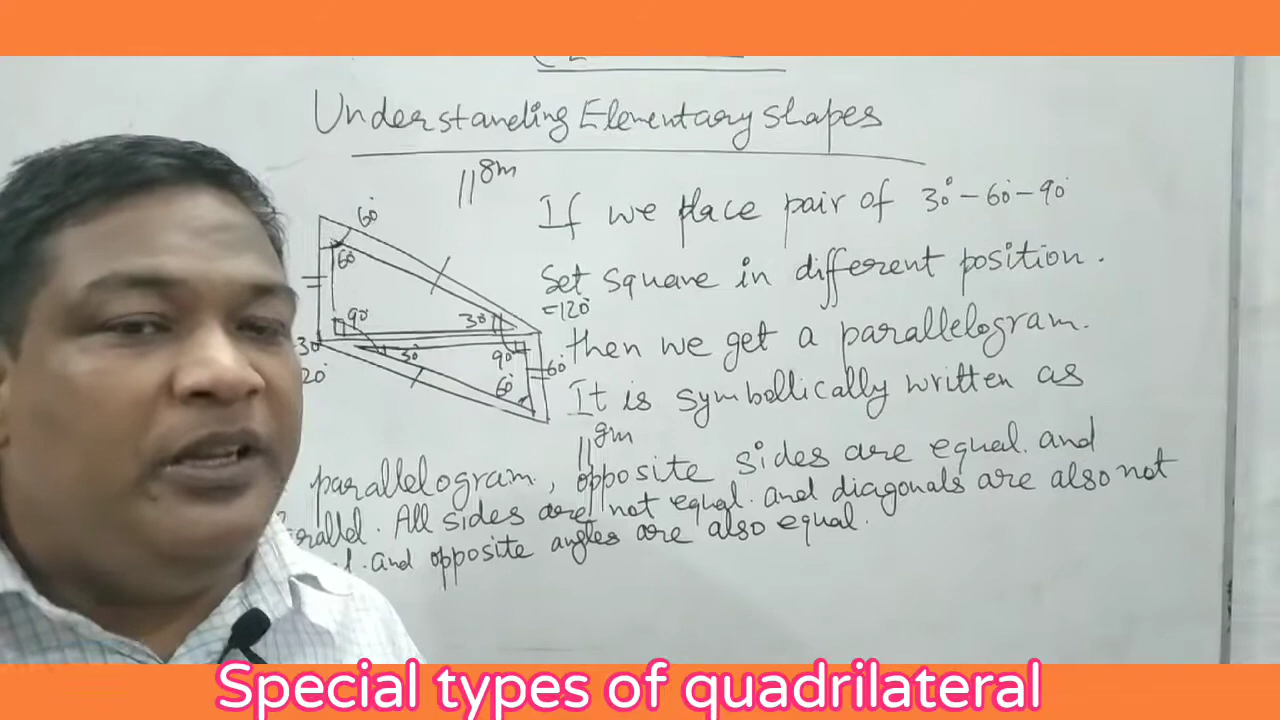 Understanding Elementary shapes
||gm
If we place pair of 30°-60°-90°
set square in different position.
=120°
then we get a parallelogram.
It is symbollically written as
||gm
parallelogram, opposite sides are equal. and
All sides are not equal. and diagonals are also not
and opposite angles are also equal.
60°
60°
90°
30°
30°
90°
60°
60°
30°
Special types of quadrilateral